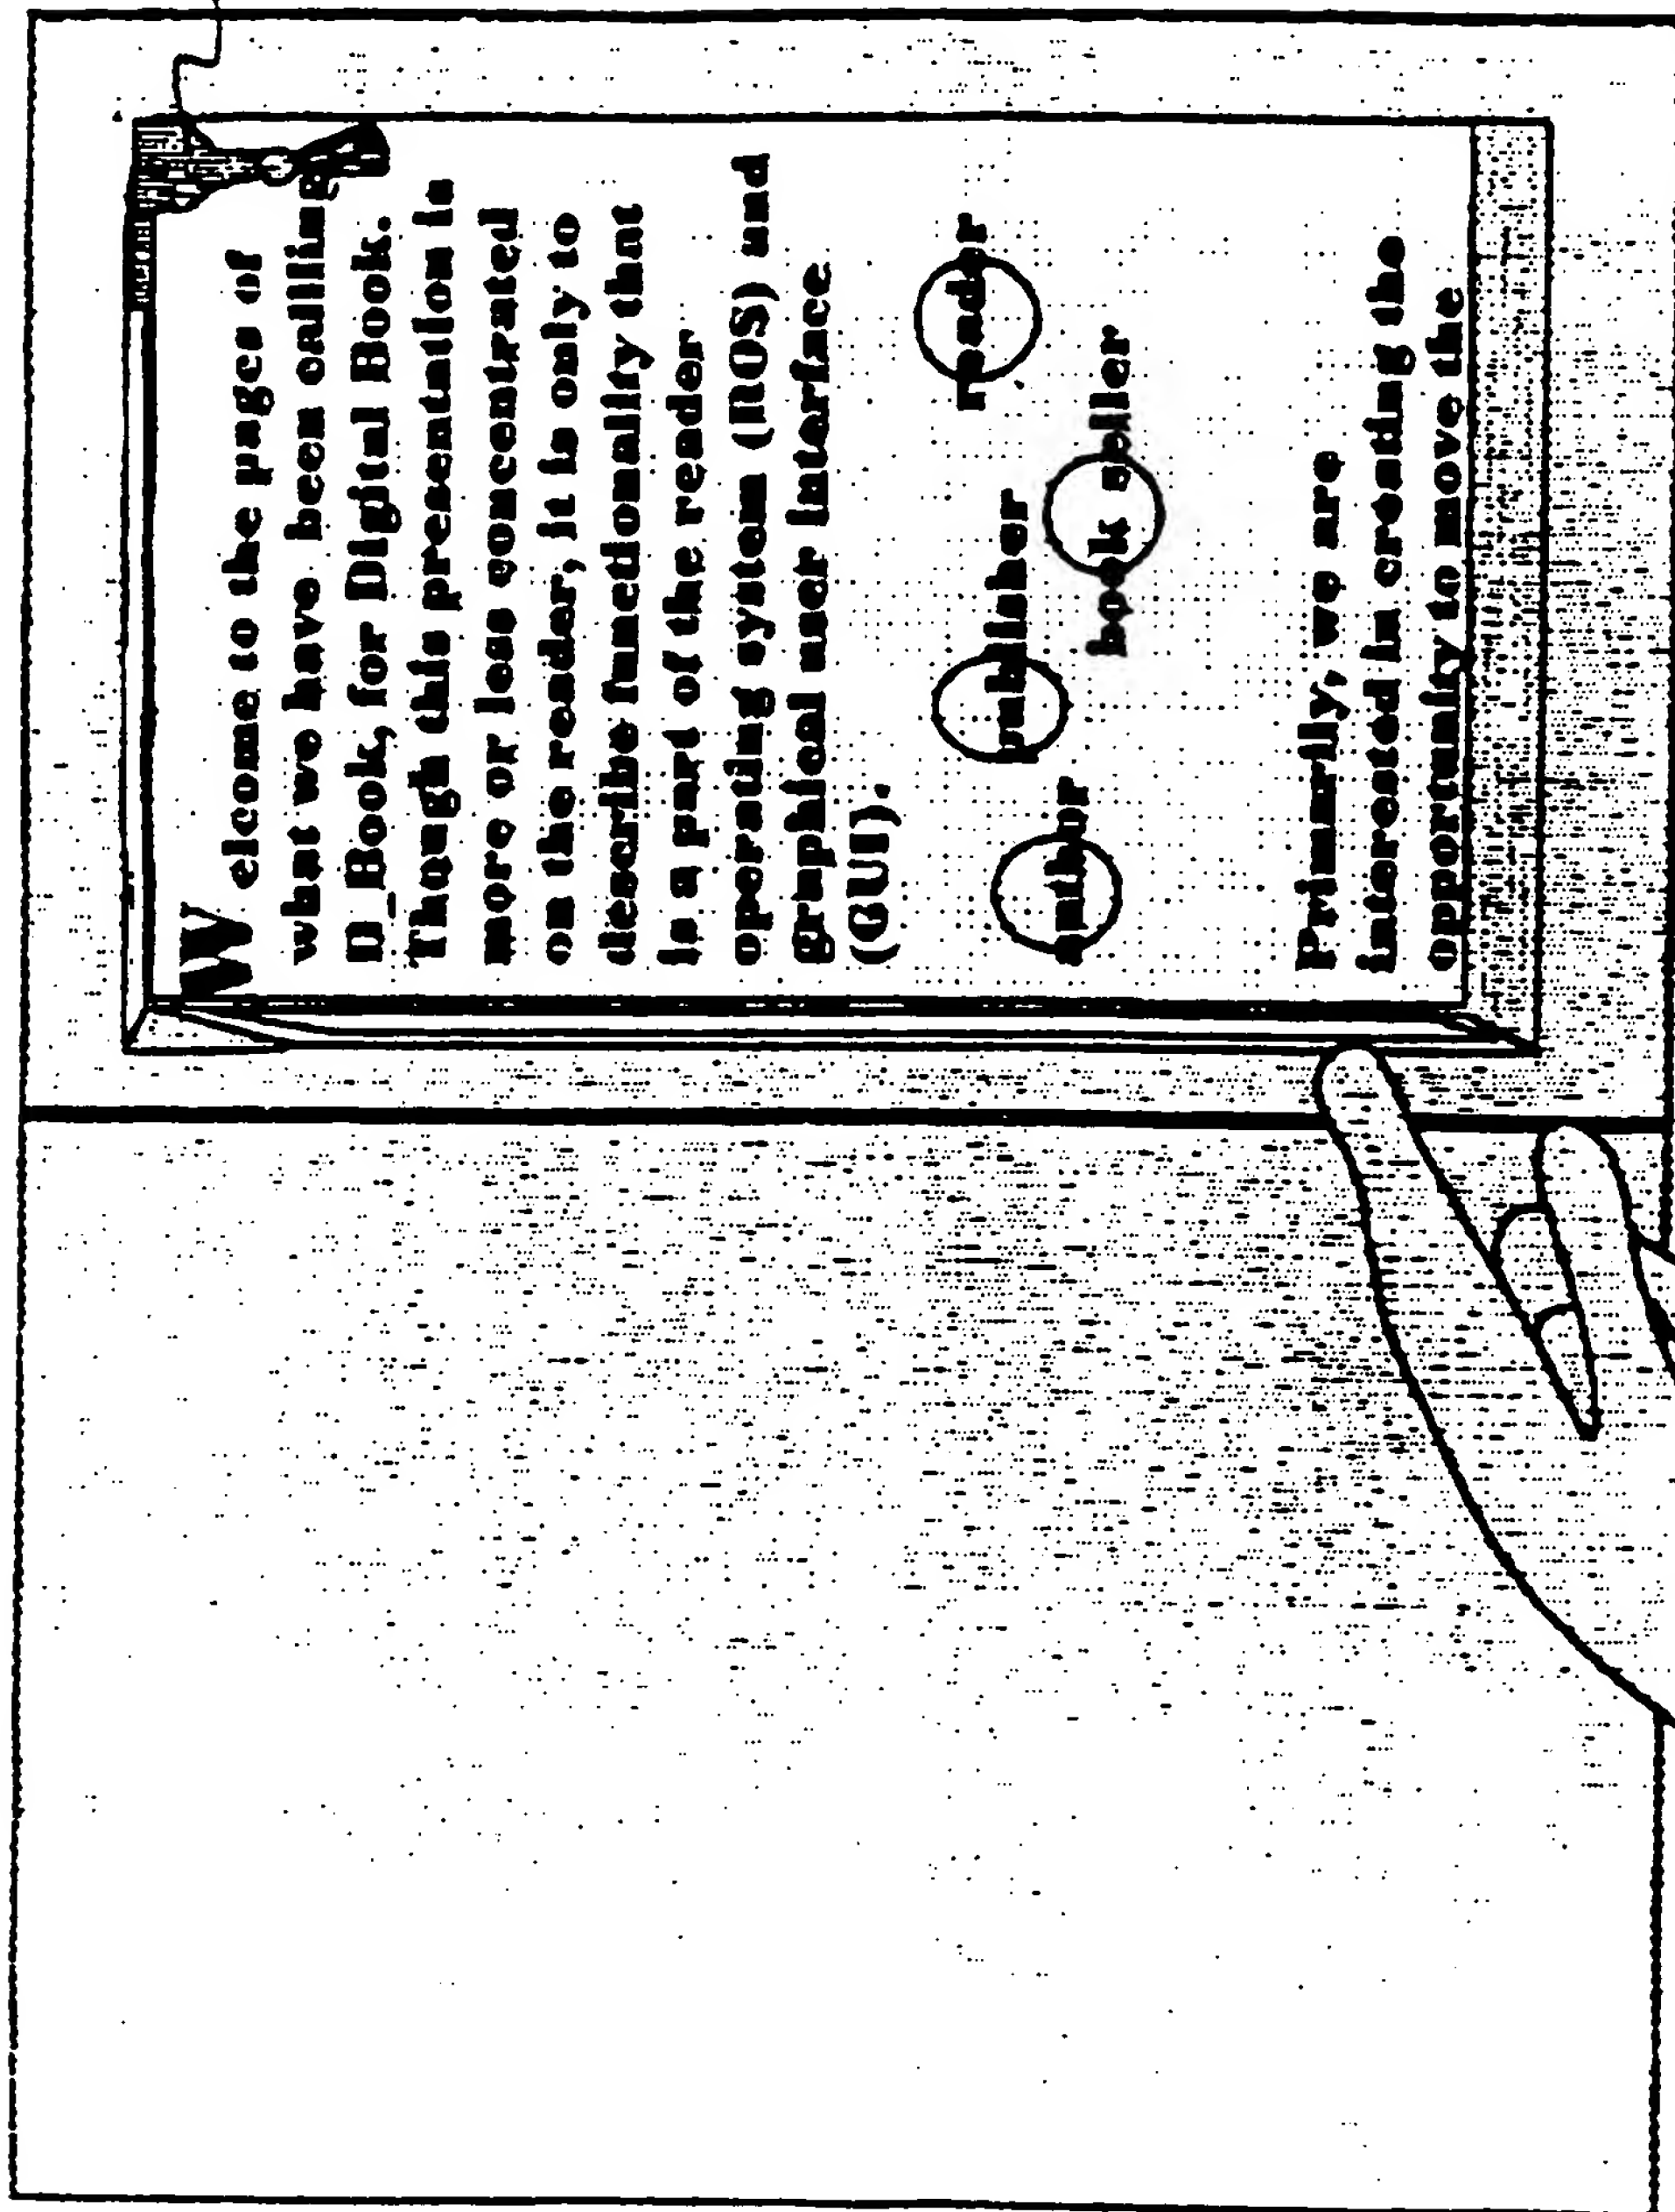 Welcome to the pages of
what we have been calling
D_Book, for Digital Book.
Though this presentation is
more or less concentrated
on the reader, it is only to
describe functionality that
is a part of the reader
operating system (ROS) and
graphical user interface
(GUI).
author
publisher
book seller
reader
Primarily, we are
interested in creating the
opportunity to move the